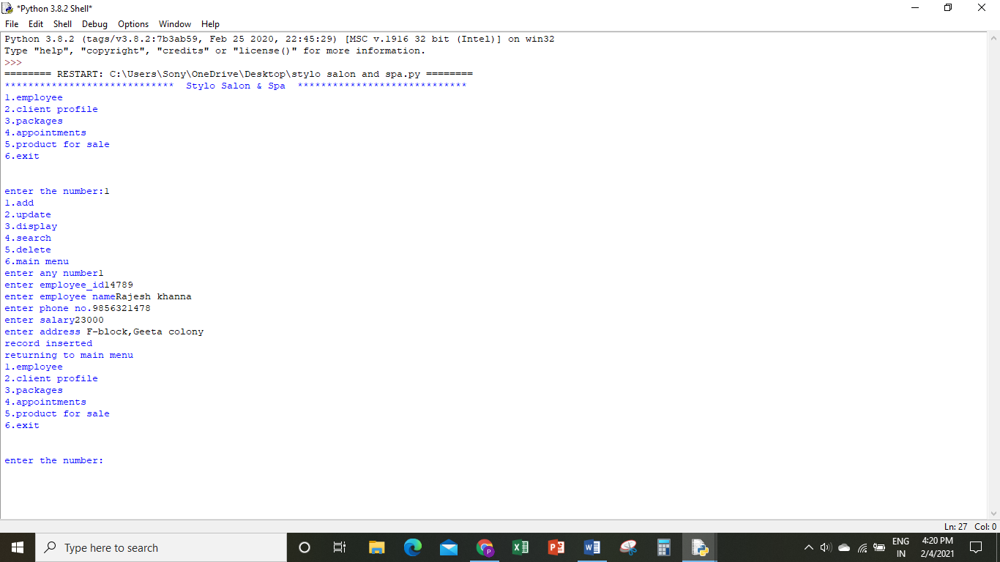 *Python 3.8.2 Shell*
File Edit Shell Debug Options Window Help
Python 3.8.2 (tags/v3.8.2:7b3ab59, Feb 25 2020, 22:45:29) [MSC v.1916 32 bit (Intel)] on win32
Type "help", "copyright", "credits" or "license()" for more information.
>>>
======== RESTART: C:\Users\Sony\OneDrive\Desktop\stylo salon and spa.py ========
*****************************  Stylo Salon & Spa  *****************************
1.employee
2.client profile
3.packages
4.appointments
5.product for sale
6.exit
enter the number:1
1.add
2.update
3.display
4.search
5.delete
6.main menu
enter any number1
enter employee_id14789
enter employee nameRajesh khanna
enter phone no.9856321478
enter salary23000
enter address F-block,Geeta colony
record inserted
returning to main menu
1.employee
2.client profile
3.packages
4.appointments
5.product for sale
6.exit
enter the number:
Ln: 27 Col: 0
Type here to search
ENG
IN
4:20 PM
2/4/2021